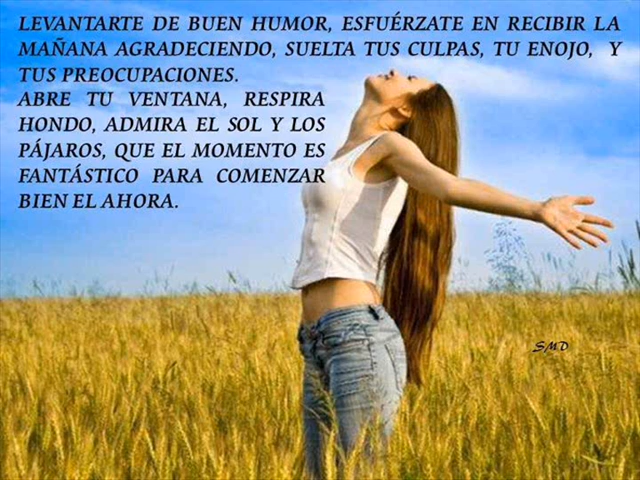 LEVANTARTE DE BUEN HUMOR, ESFUÉRZATE EN RECIBIR LA
MAÑANA AGRADECIENDO, SUELTA TUS CULPAS, TU ENOJO, Y
TUS PREOCUPACIONES.
ABRE TU VENTANA, RESPIRA
HONDO, ADMIRA EL SOL Y LOS
PÁJAROS, QUE EL MOMENTO ES
FANTÁSTICO PARA COMENZAR
BIEN EL AHORA.
SMD